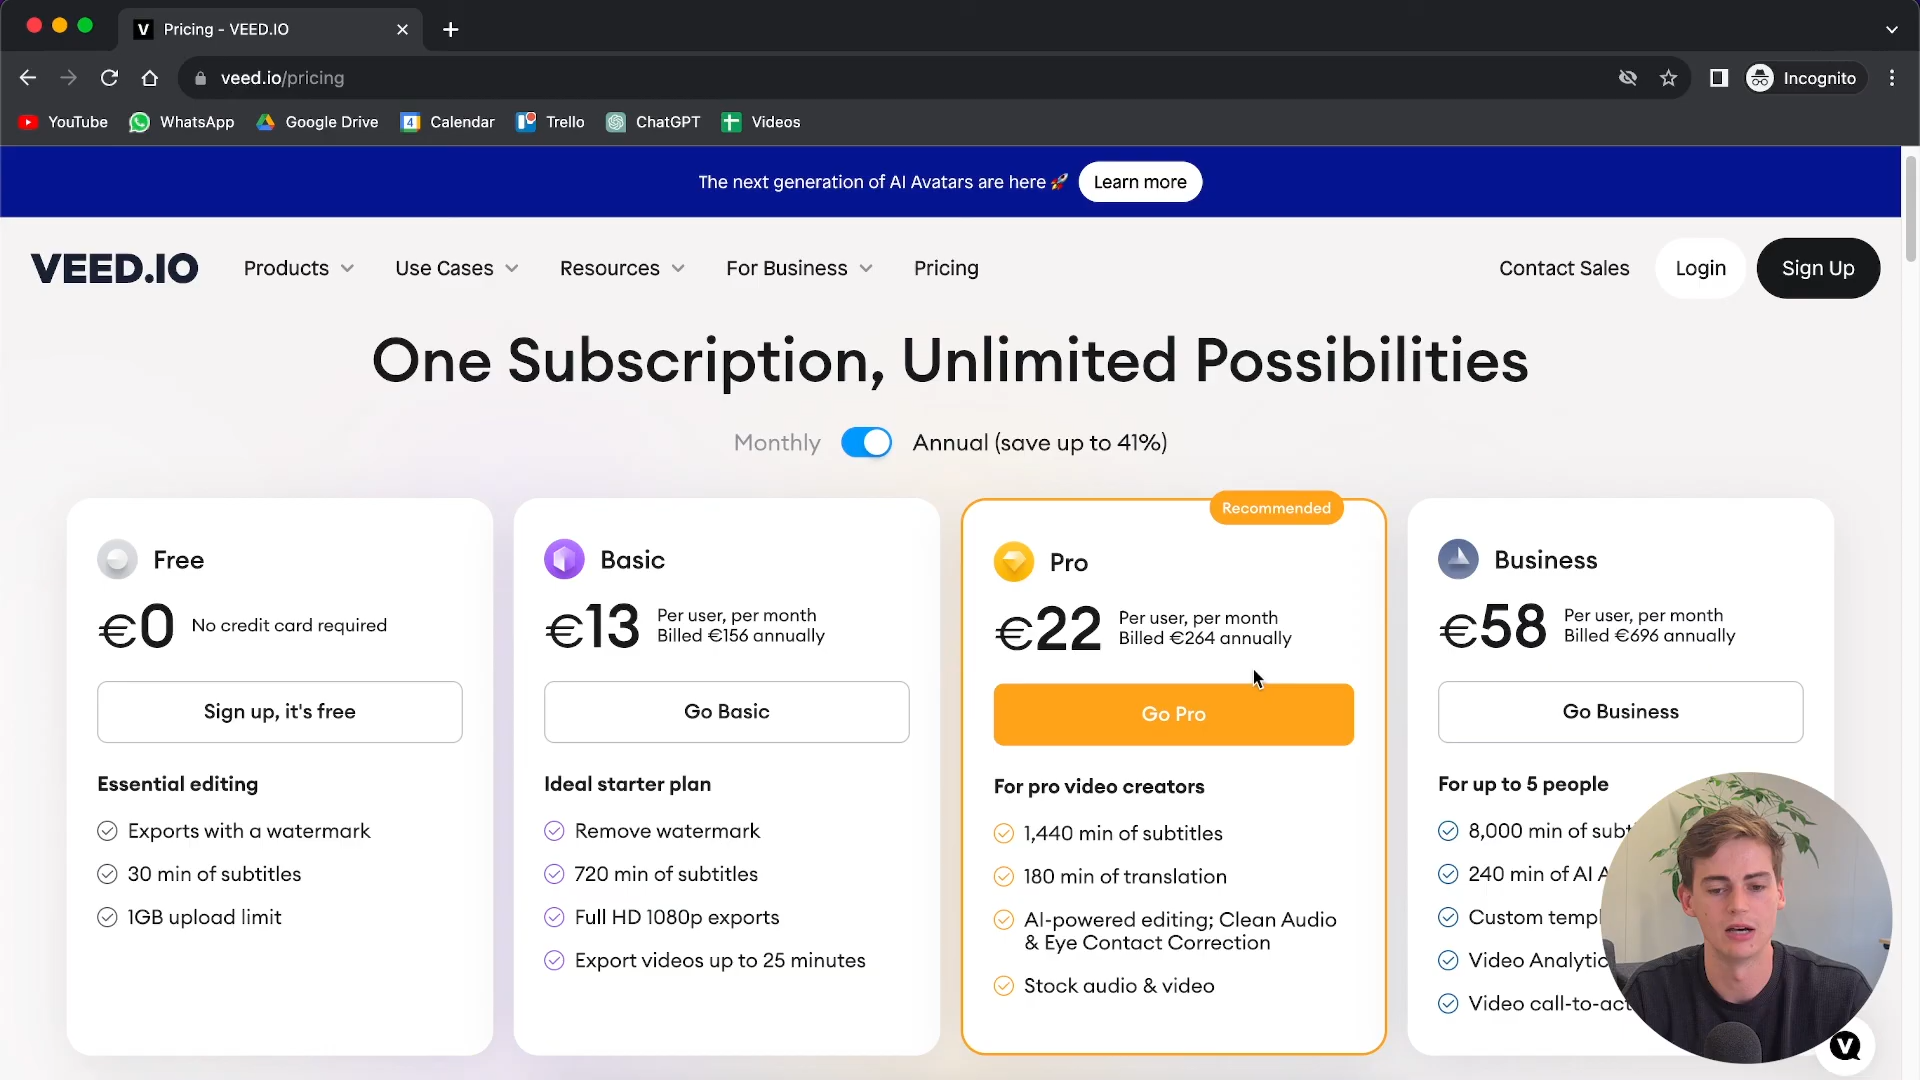 Pricing - VEED.IO
veed.io/pricing
Incognito
YouTube
WhatsApp
Google Drive
4
Calendar
Trello
ChatGPT
Videos
The next generation of AI Avatars are here 🚀
Learn more
VEED.IO
Products
Use Cases
Resources
For Business
Pricing
Contact Sales
Login
Sign Up
One Subscription, Unlimited Possibilities
Monthly
Annual (save up to 41%)
Free
€0
No credit card required
Sign up, it's free
Essential editing
Exports with a watermark
30 min of subtitles
1GB upload limit
Basic
€13
Per user, per month
Billed €156 annually
Go Basic
Ideal starter plan
Remove watermark
720 min of subtitles
Full HD 1080p exports
Export videos up to 25 minutes
Recommended
Pro
€22
Per user, per month
Billed €264 annually
Go Pro
For pro video creators
1,440 min of subtitles
180 min of translation
AI-powered editing; Clean Audio
& Eye Contact Correction
Stock audio & video
Business
€58
Per user, per month
Billed €696 annually
Go Business
For up to 5 people
8,000 min of
240 min of AI
Custom
Video
Video